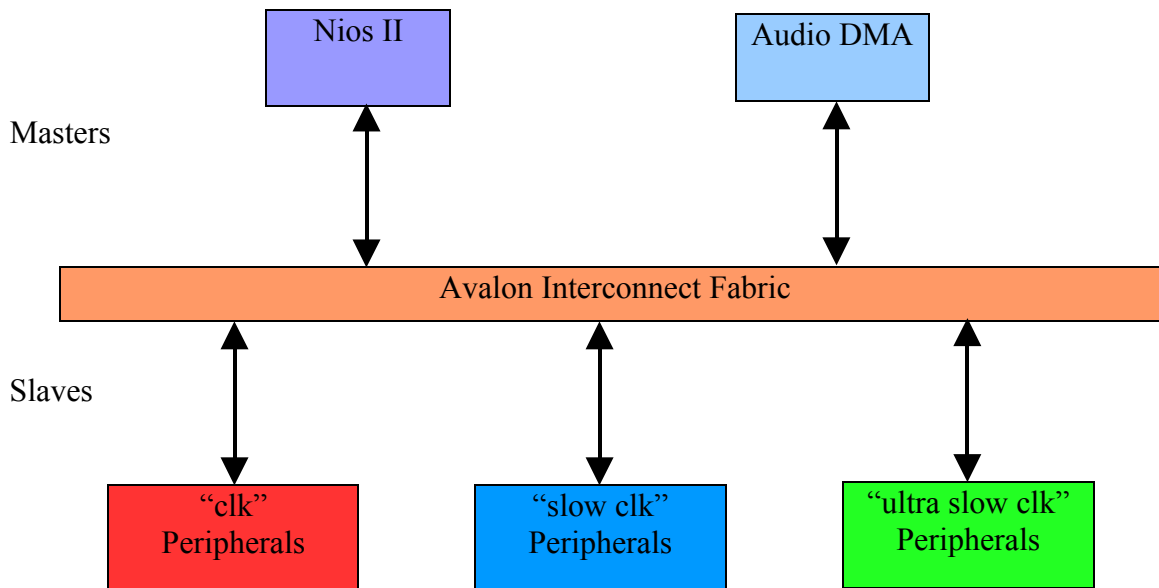 Nios II
Audio DMA
Masters
Avalon Interconnect Fabric
Slaves
“clk”
Peripherals
“slow clk”
Peripherals
“ultra slow clk”
Peripherals